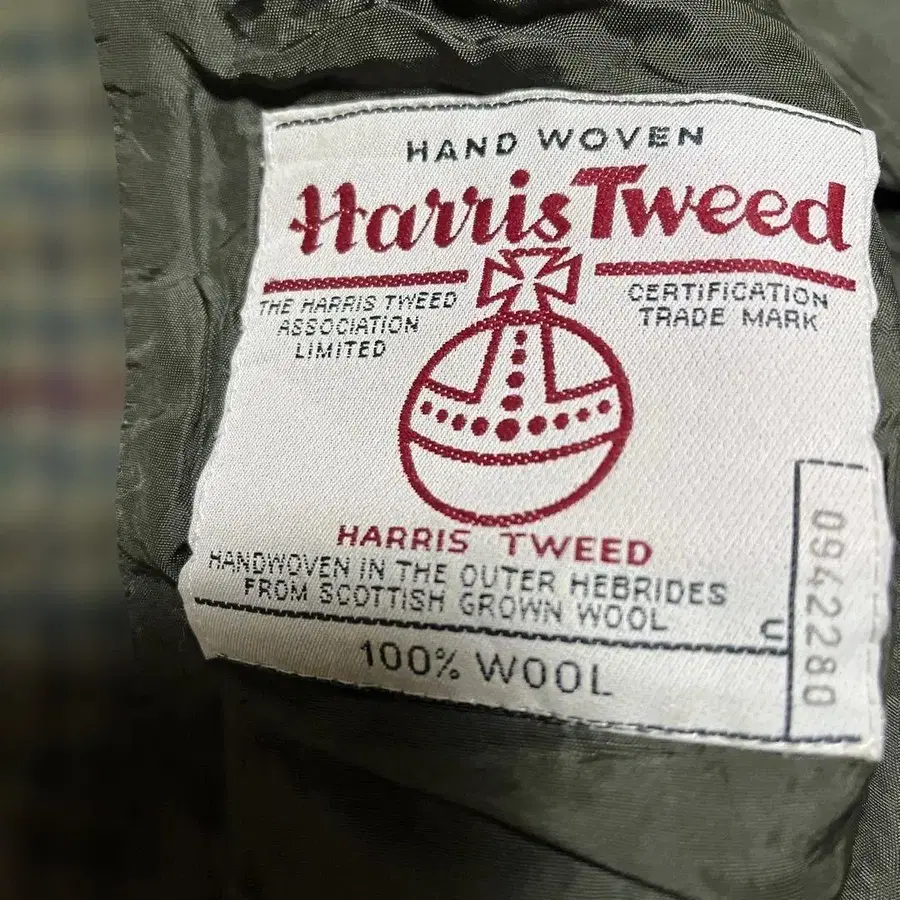 HAND WOVEN
Harris Tweed
THE HARRIS TWEED
ASSOCIATION
LIMITED
CERTIFICATION
TRADE MARK
HARRIS TWEED
HANDWOVEN IN THE OUTER HEBRIDES
FROM SCOTTISH GROWN WOOL
100% WOOL
C
0942280